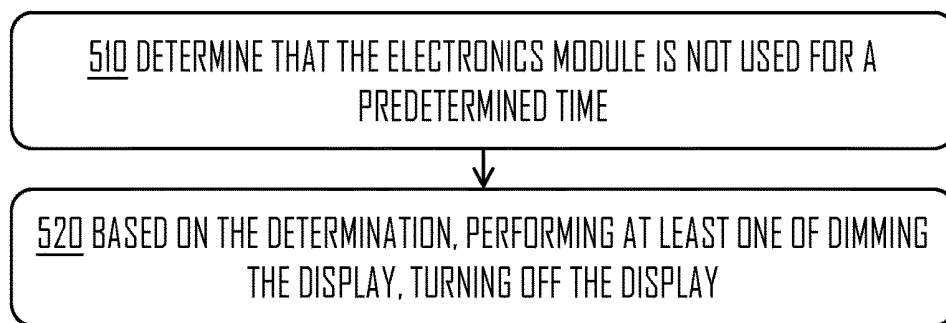 510 DETERMINE THAT THE ELECTRONICS MODULE IS NOT USED FOR A
PREDETERMINED TIME
520 BASED ON THE DETERMINATION, PERFORMING AT LEAST ONE OF DIMMING
THE DISPLAY, TURNING OFF THE DISPLAY